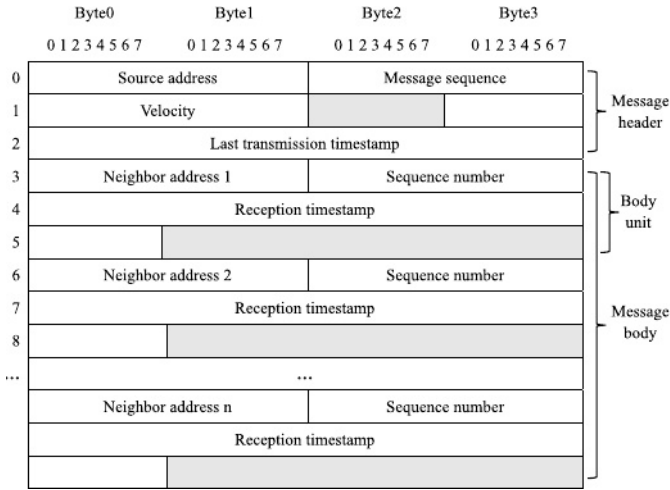 Byte0 Byte1 Byte2 Byte3
0 1 2 3 4 5 6 7 0 1 2 3 4 5 6 7 0 1 2 3 4 5 6 7 0 1 2 3 4 5 6 7
0 Source address Message sequence
1 Velocity
Message
header
2 Last transmission timestamp
3 Neighbor address 1 Sequence number
4 Reception timestamp
Body
unit
5
6 Neighbor address 2 Sequence number
7 Reception timestamp
Message
body
8
... ...
Neighbor address n Sequence number
Reception timestamp